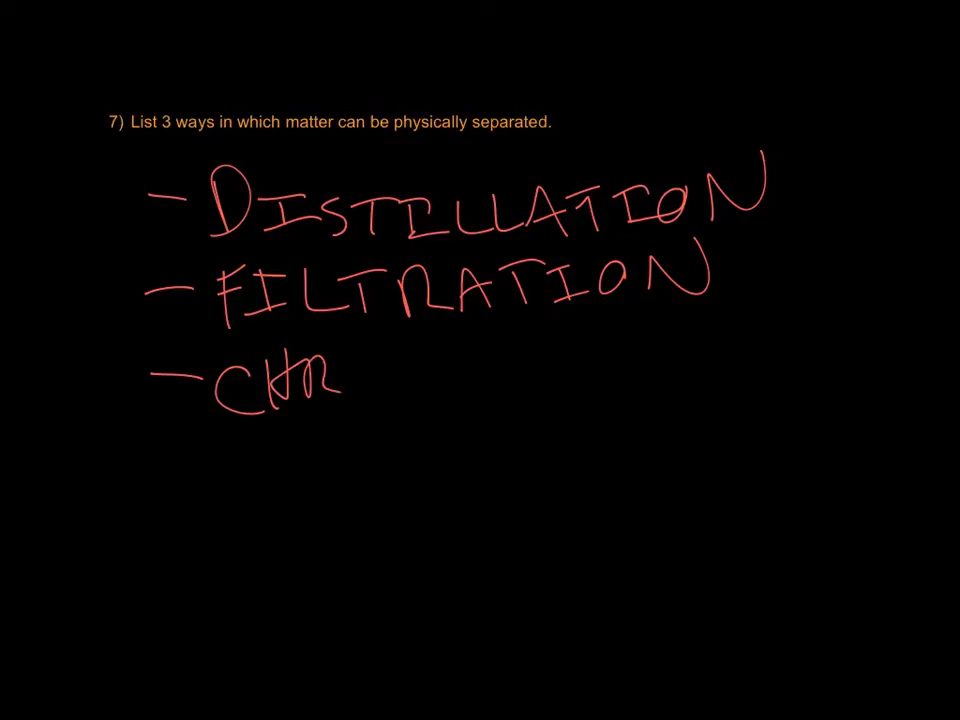 7) List 3 ways in which matter can be physically separated.
- DISTILLATION
- FILTRATION
- CHR